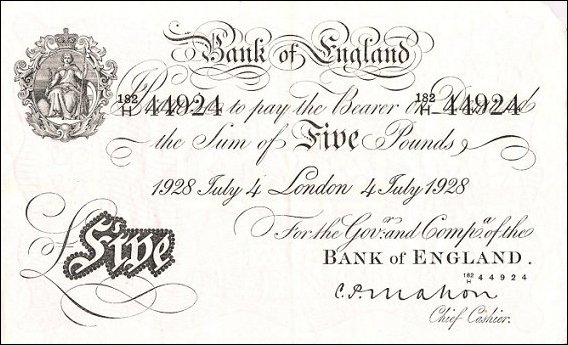 Bank of England
182/H 44924 to pay the Bearer on 182/H 44924
the Sum of Five Pounds
1928 July 4 London 4 July 1928
For the Govr. and Compa. of the
BANK of ENGLAND.
182/H 44924
£Five
C.P. Mahon
Chief Cashier.